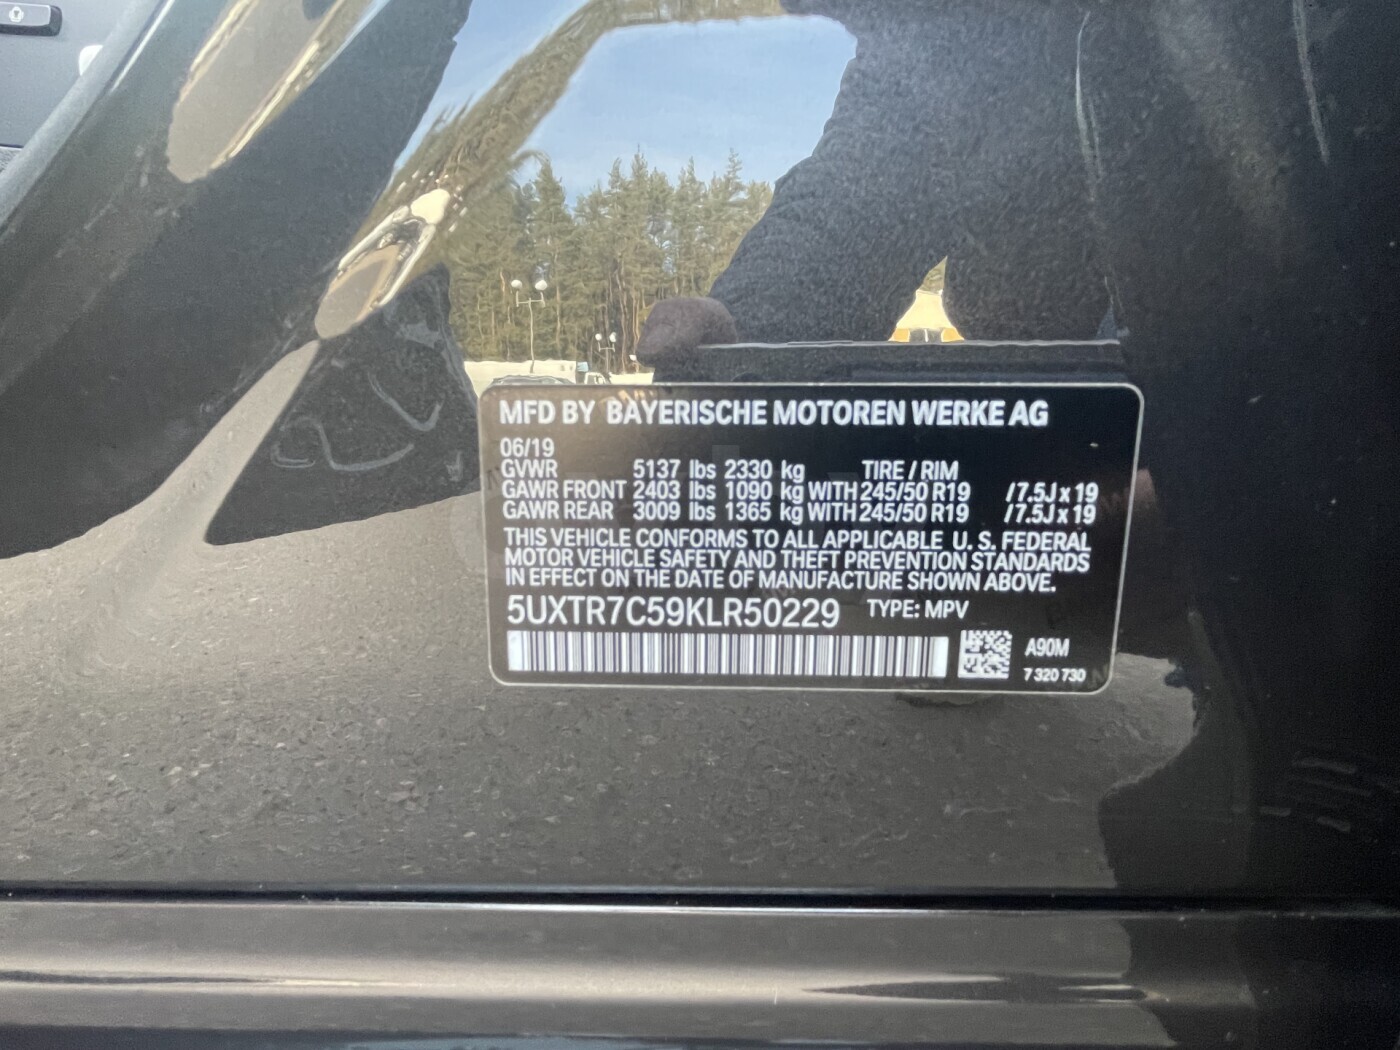 MFD BY BAYERISCHE MOTOREN WERKE AG
06/19
GVWR 5137 lbs 2330 kg TIRE / RIM
GAWR FRONT 2403 lbs 1090 kg WITH 245/50 R19 /7.5J x 19
GAWR REAR 3009 lbs 1365 kg WITH 245/50 R19 /7.5J x 19
THIS VEHICLE CONFORMS TO ALL APPLICABLE U. S. FEDERAL
MOTOR VEHICLE SAFETY AND THEFT PREVENTION STANDARDS
IN EFFECT ON THE DATE OF MANUFACTURE SHOWN ABOVE.
5UXTR7C59KLR50229 TYPE: MPV
A90M
7 320 730